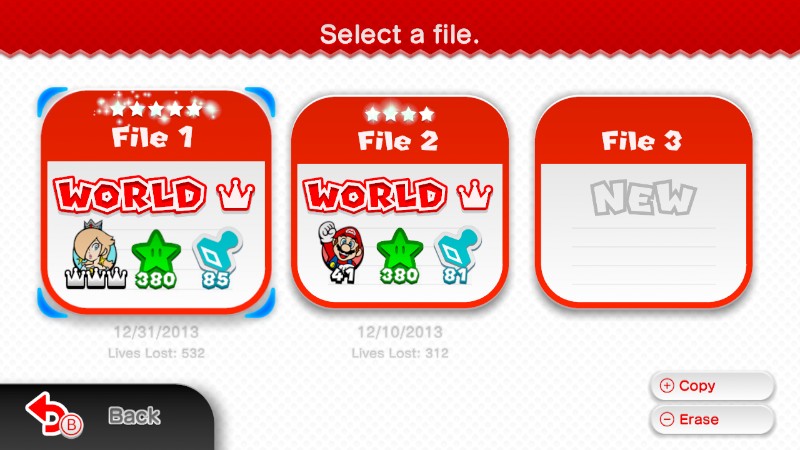 Select a file.
File 1
WORLD
380
85
12/31/2013
Lives Lost: 532
File 2
WORLD
41
380
81
12/10/2013
Lives Lost: 312
File 3
NEW
B
Back
+ Copy
− Erase